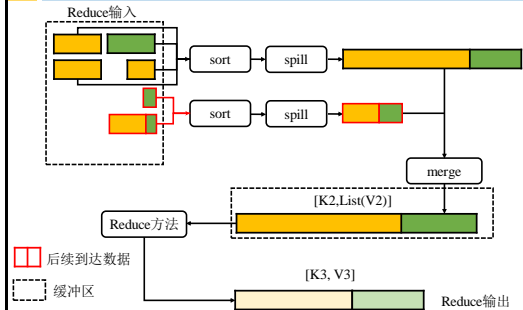 Reduce输入
sort
spill
sort
spill
merge
[K2,List(V2)]
Reduce方法
后续到达数据
[K3, V3]
缓冲区
Reduce输出